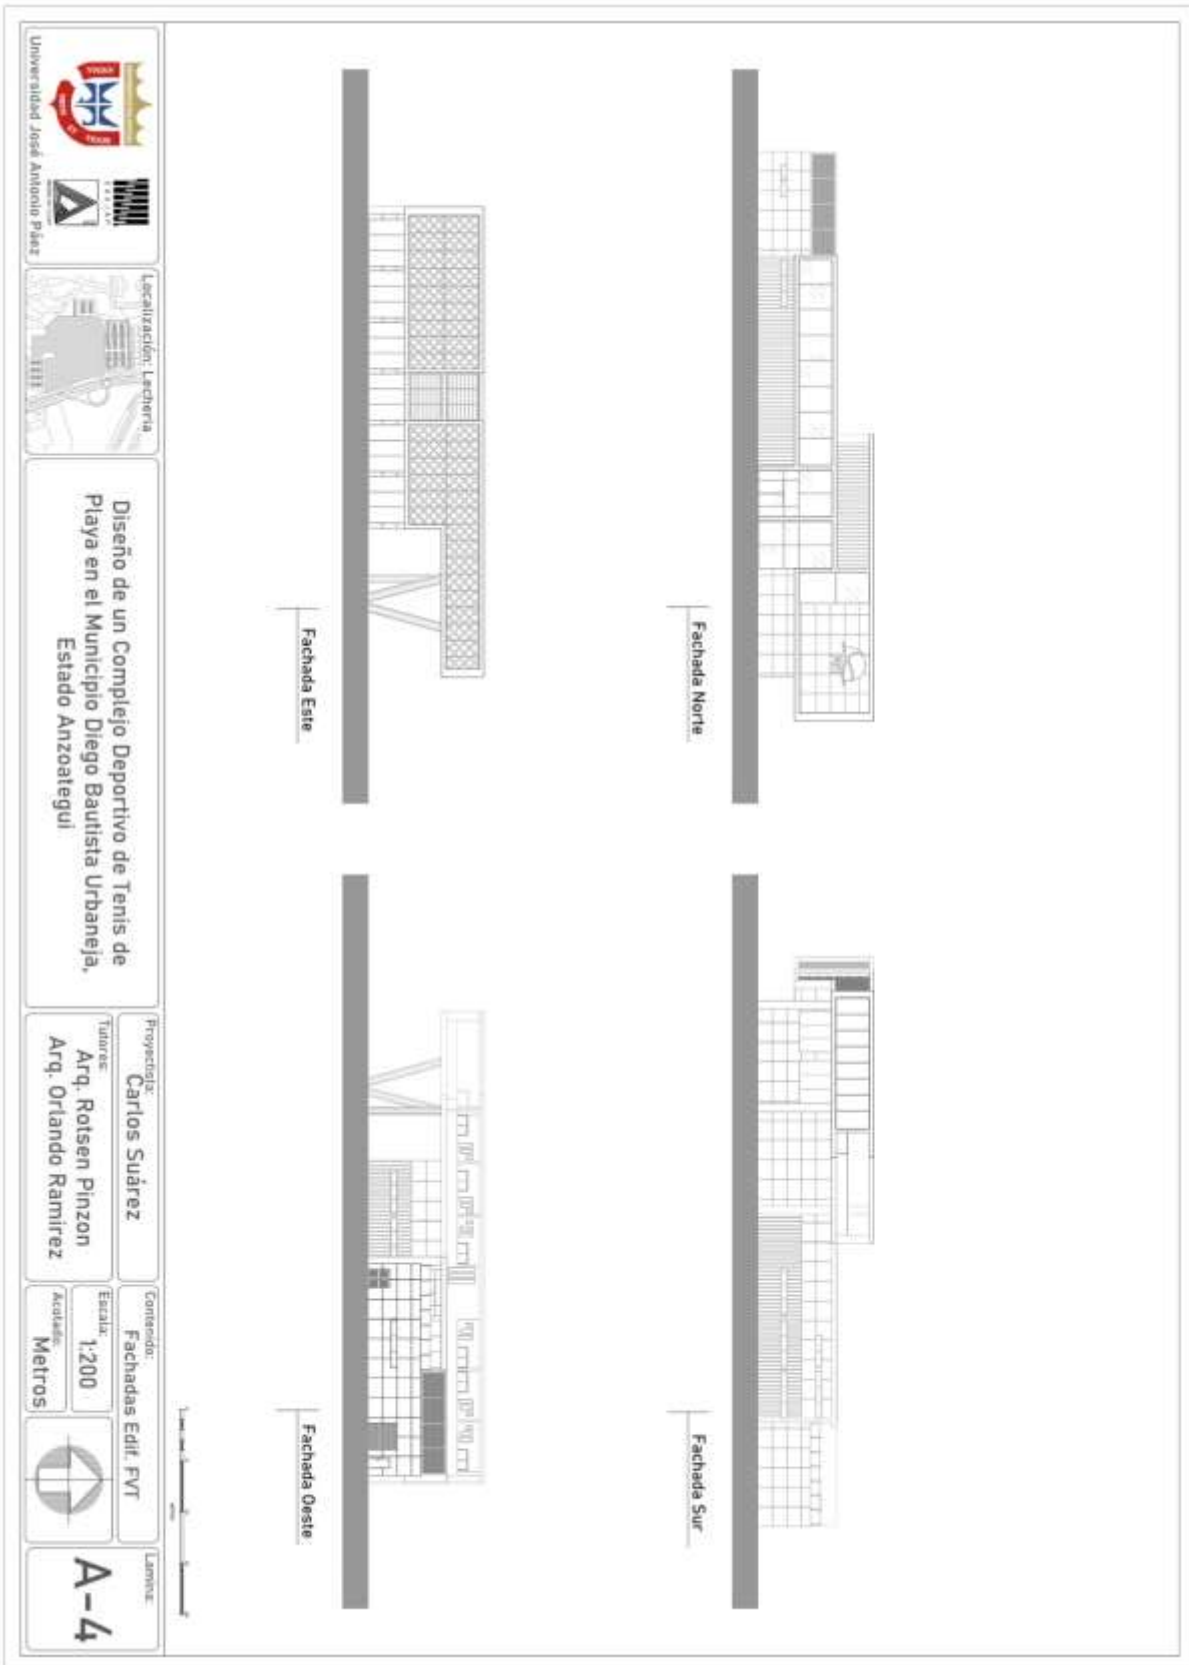 Fachada Norte
Fachada Sur
Fachada Este
Fachada Oeste
Universidad José Antonio Páez
Localización: Lechería
Diseño de un Complejo Deportivo de Tenis de
Playa en el Municipio Diego Bautista Urbaneja,
Estado Anzoategui
Proyectista:
Carlos Suárez
Tutores:
Arq. Rotsen Pinzon
Arq. Orlando Ramirez
Contenido:
Fachadas Edif. FVT
Escala:
1:200
Acotado:
Metros
Lamina:
A-4